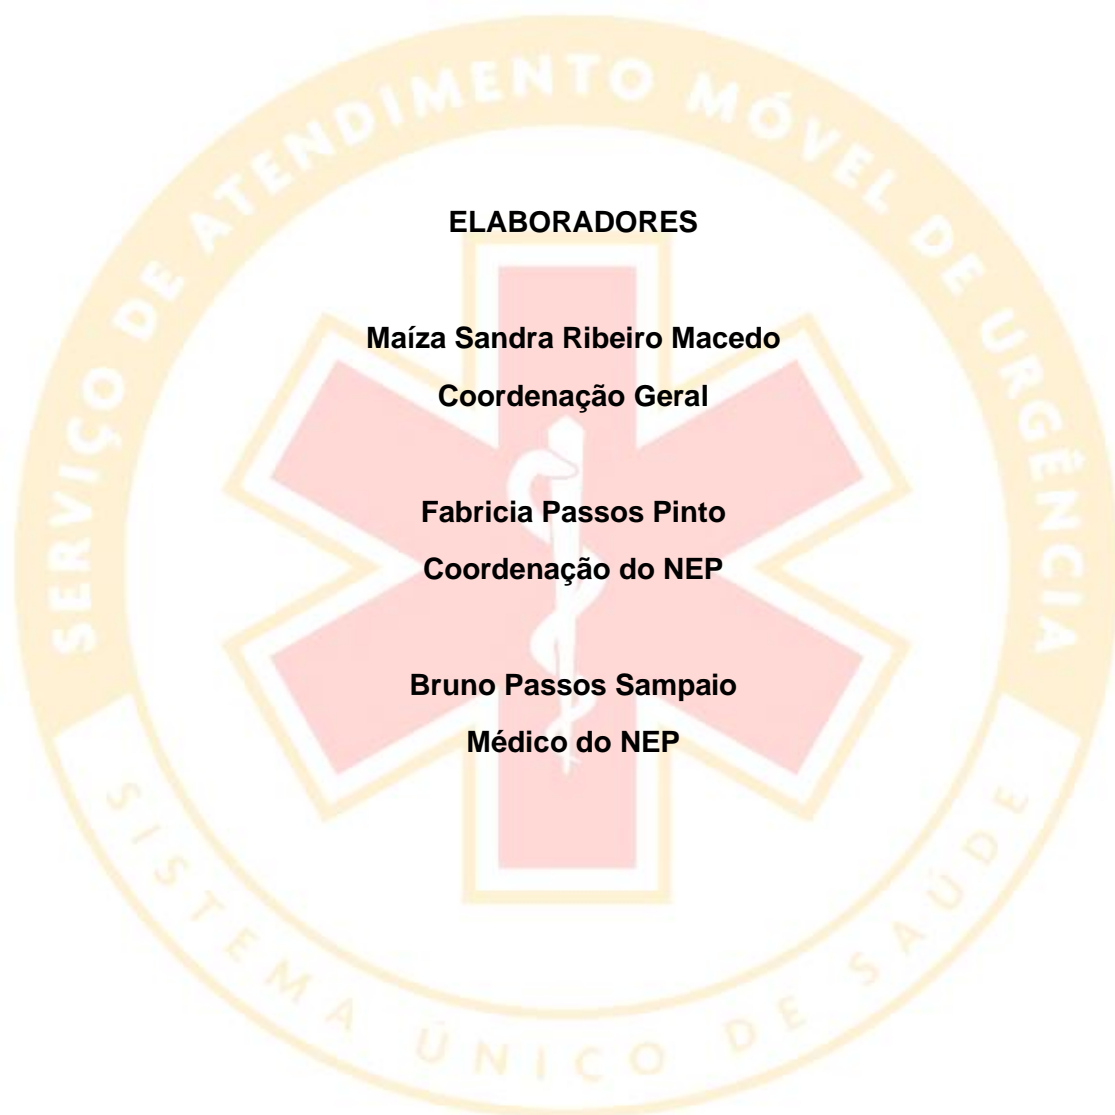 SERVIÇO DE ATENDIMENTO MÓVEL DE URGÊNCIA
ELABORADORES
Maíza Sandra Ribeiro Macedo
Coordenação Geral
Fabricia Passos Pinto
Coordenação do NEP
Bruno Passos Sampaio
Médico do NEP
SISTEMA ÚNICO DE SAÚDE